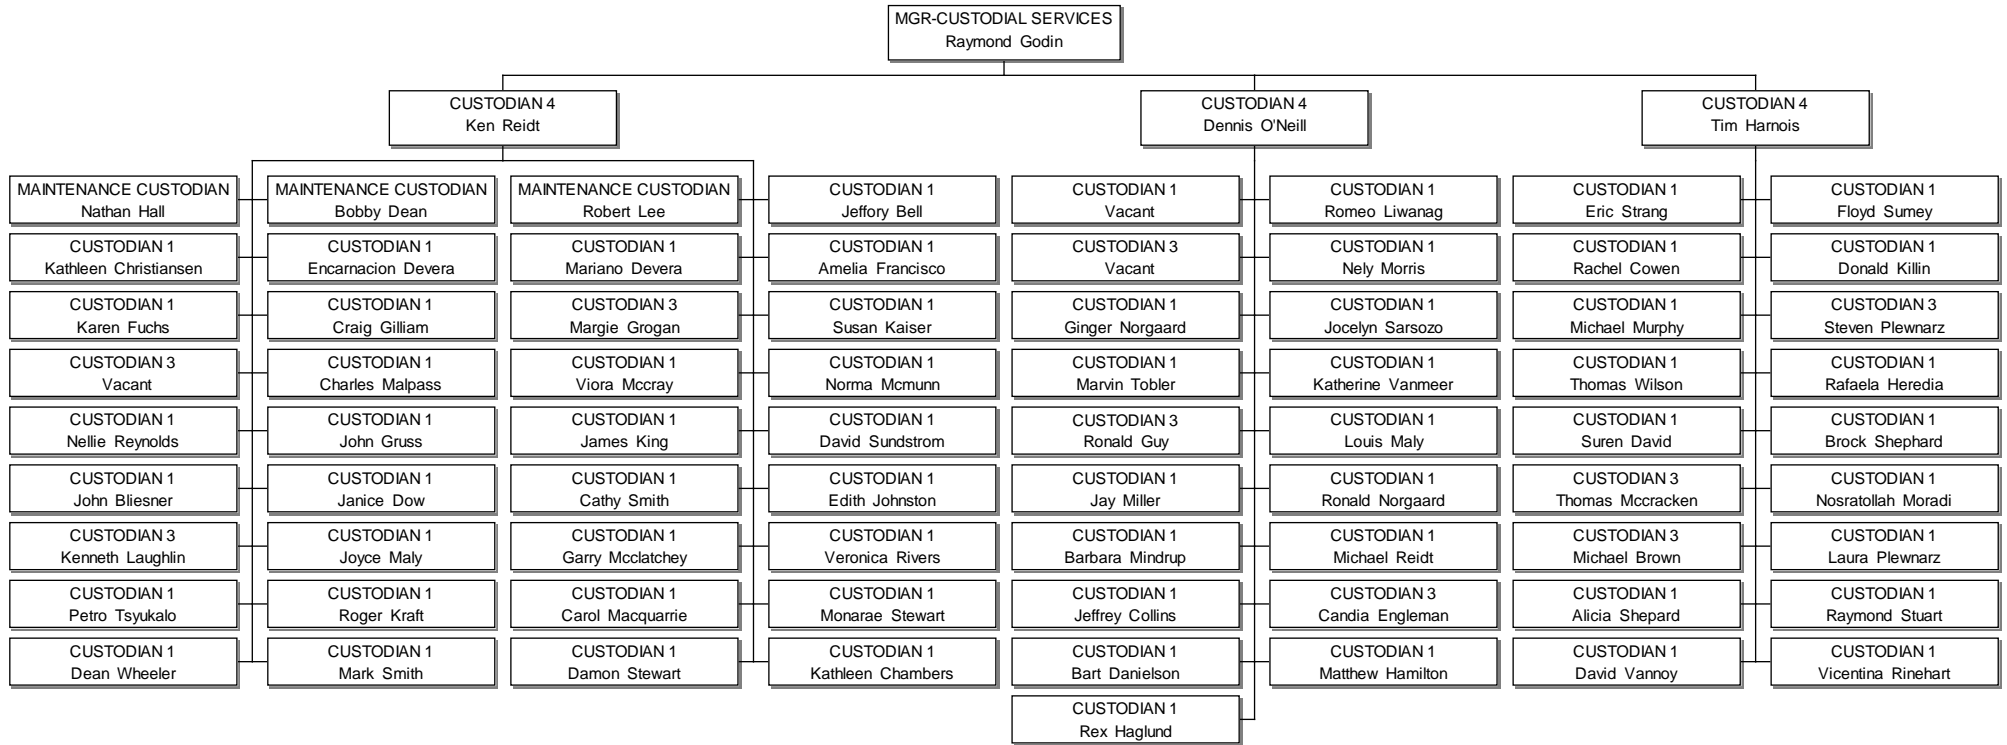 MGR-CUSTODIAL SERVICES
Raymond Godin
CUSTODIAN 4
Ken Reidt
CUSTODIAN 4
Dennis O'Neill
CUSTODIAN 4
Tim Harnois
MAINTENANCE CUSTODIAN
Nathan Hall
MAINTENANCE CUSTODIAN
Bobby Dean
MAINTENANCE CUSTODIAN
Robert Lee
CUSTODIAN 1
Jeffory Bell
CUSTODIAN 1
Vacant
CUSTODIAN 1
Romeo Liwanag
CUSTODIAN 1
Eric Strang
CUSTODIAN 1
Floyd Sumey
CUSTODIAN 1
Kathleen Christiansen
CUSTODIAN 1
Encarnacion Devera
CUSTODIAN 1
Mariano Devera
CUSTODIAN 1
Amelia Francisco
CUSTODIAN 3
Vacant
CUSTODIAN 1
Nely Morris
CUSTODIAN 1
Rachel Cowen
CUSTODIAN 1
Donald Killin
CUSTODIAN 1
Karen Fuchs
CUSTODIAN 1
Craig Gilliam
CUSTODIAN 3
Margie Grogan
CUSTODIAN 1
Susan Kaiser
CUSTODIAN 1
Ginger Norgaard
CUSTODIAN 1
Jocelyn Sarsozo
CUSTODIAN 1
Michael Murphy
CUSTODIAN 3
Steven Plewnarz
CUSTODIAN 3
Vacant
CUSTODIAN 1
Charles Malpass
CUSTODIAN 1
Viora Mccray
CUSTODIAN 1
Norma Mcmunn
CUSTODIAN 1
Marvin Tobler
CUSTODIAN 1
Katherine Vanmeer
CUSTODIAN 1
Thomas Wilson
CUSTODIAN 1
Rafaela Heredia
CUSTODIAN 1
Nellie Reynolds
CUSTODIAN 1
John Gruss
CUSTODIAN 1
James King
CUSTODIAN 1
David Sundstrom
CUSTODIAN 3
Ronald Guy
CUSTODIAN 1
Louis Maly
CUSTODIAN 1
Suren David
CUSTODIAN 1
Brock Shephard
CUSTODIAN 1
John Bliesner
CUSTODIAN 1
Janice Dow
CUSTODIAN 1
Cathy Smith
CUSTODIAN 1
Edith Johnston
CUSTODIAN 1
Jay Miller
CUSTODIAN 1
Ronald Norgaard
CUSTODIAN 3
Thomas Mccracken
CUSTODIAN 1
Nosratollah Moradi
CUSTODIAN 3
Kenneth Laughlin
CUSTODIAN 1
Joyce Maly
CUSTODIAN 1
Garry Mcclatchey
CUSTODIAN 1
Veronica Rivers
CUSTODIAN 1
Barbara Mindrup
CUSTODIAN 1
Michael Reidt
CUSTODIAN 3
Michael Brown
CUSTODIAN 1
Laura Plewnarz
CUSTODIAN 1
Petro Tsyukalo
CUSTODIAN 1
Roger Kraft
CUSTODIAN 1
Carol Macquarrie
CUSTODIAN 1
Monarae Stewart
CUSTODIAN 1
Jeffrey Collins
CUSTODIAN 3
Candia Engleman
CUSTODIAN 1
Alicia Shepard
CUSTODIAN 1
Raymond Stuart
CUSTODIAN 1
Dean Wheeler
CUSTODIAN 1
Mark Smith
CUSTODIAN 1
Damon Stewart
CUSTODIAN 1
Kathleen Chambers
CUSTODIAN 1
Bart Danielson
CUSTODIAN 1
Matthew Hamilton
CUSTODIAN 1
David Vannoy
CUSTODIAN 1
Vicentina Rinehart
CUSTODIAN 1
Rex Haglund